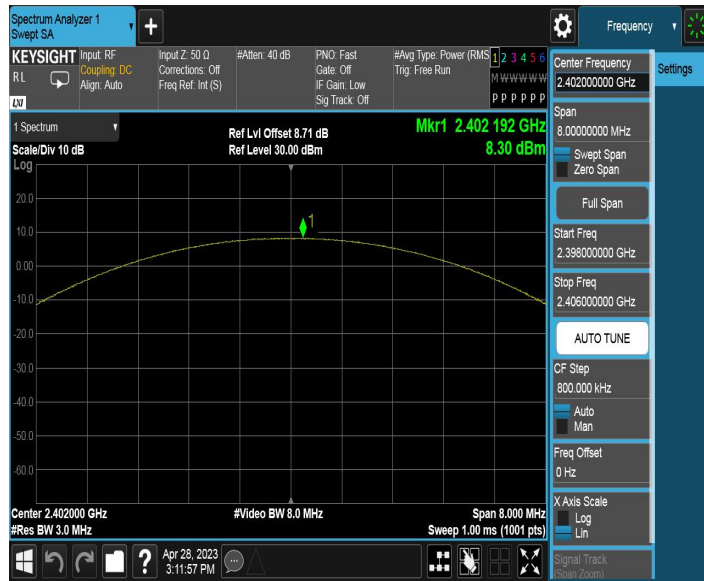 Spectrum Analyzer 1
Swept SA
+
Frequency
KEYSIGHT
RL
LXI
Input: RF
Coupling: DC
Align: Auto
Input Z: 50 Ω
Corrections: Off
Freq Ref: Int (S)
#Atten: 40 dB
PNO: Fast
Gate: Off
IF Gain: Low
Sig Track: Off
#Avg Type: Power (RMS
Trig: Free Run
1 2 3 4 5 6
M W W W W W
P P P P P P
1 Spectrum
Scale/Div 10 dB
Ref Lvl Offset 8.71 dB
Ref Level 30.00 dBm
Mkr1 2.402 192 GHz
8.30 dBm
Log
1
20.0
10.0
0.00
-10.0
-20.0
-30.0
-40.0
-50.0
-60.0
Center 2.402000 GHz
#Res BW 3.0 MHz
#Video BW 8.0 MHz
Span 8.000 MHz
Sweep 1.00 ms (1001 pts)
Center Frequency
2.402000000 GHz
Settings
Span
8.00000000 MHz
Swept Span
Zero Span
Full Span
Start Freq
2.398000000 GHz
Stop Freq
2.406000000 GHz
AUTO TUNE
CF Step
800.000 kHz
Auto
Man
Freq Offset
0 Hz
X Axis Scale
Log
Lin
Signal Track
(Span Zoom)
?
Apr 28, 2023
3:11:57 PM